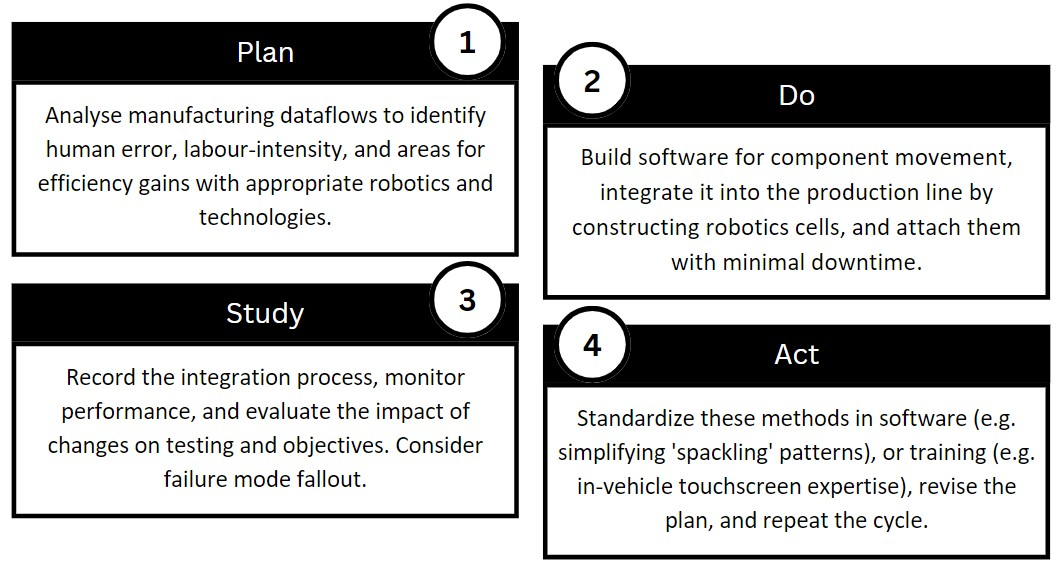 Plan
1
Analyse manufacturing dataflows to identify
human error, labour-intensity, and areas for
efficiency gains with appropriate robotics and
technologies.
2
Do
Build software for component movement,
integrate it into the production line by
constructing robotics cells, and attach them
with minimal downtime.
Study
3
Record the integration process, monitor
performance, and evaluate the impact of
changes on testing and objectives. Consider
failure mode fallout.
4
Act
Standardize these methods in software (e.g.
simplifying 'spackling' patterns), or training (e.g.
in-vehicle touchscreen expertise), revise the
plan, and repeat the cycle.